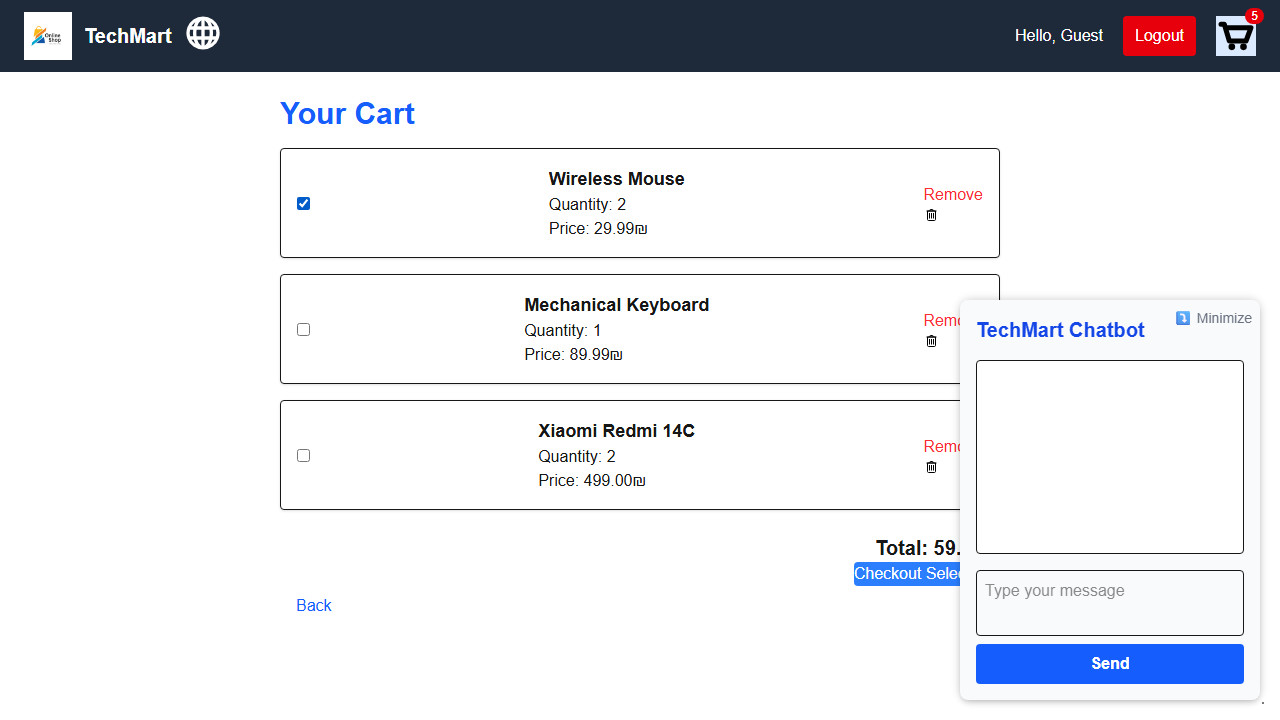 Online
Shop
TechMart
Hello, Guest
Logout
5
Your Cart
Wireless Mouse
Quantity: 2
Price: 29.99₪
Remove
Mechanical Keyboard
Quantity: 1
Price: 89.99₪
Remo
Xiaomi Redmi 14C
Quantity: 2
Price: 499.00₪
Remo
Total: 59.
Checkout Selec
Back
Minimize
TechMart Chatbot
Type your message
Send